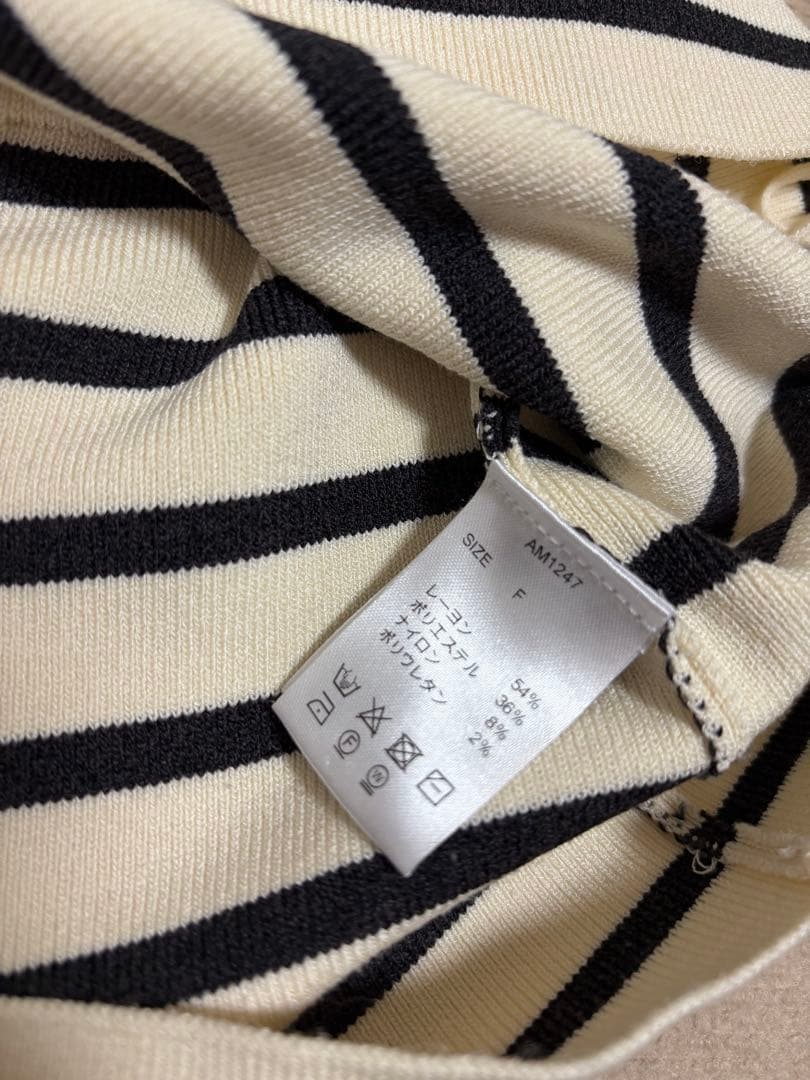 AM1247
SIZE F
レーヨン 54%
ポリエステル 36%
ナイロン 8%
ポリウレタン 2%
F
W